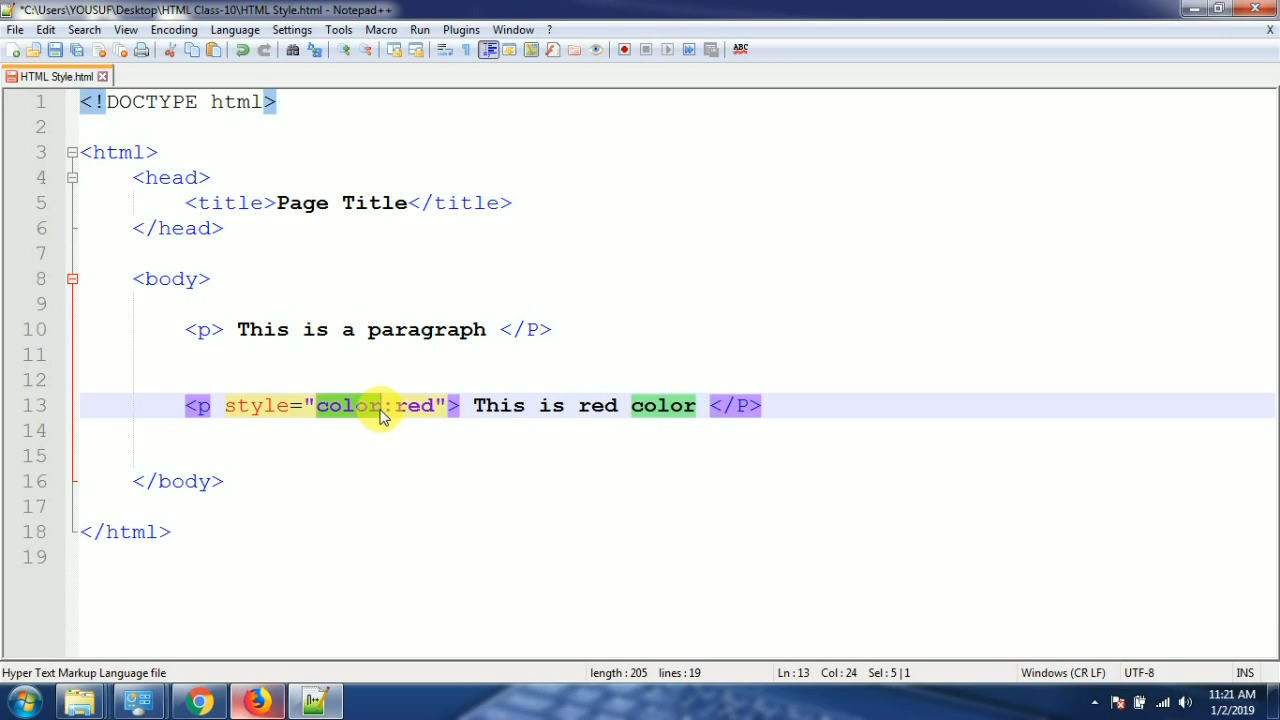 *C:\Users\YOUSUF\Desktop\HTML Class-10\HTML Style.html - Notepad++
File Edit Search View Encoding Language Settings Tools Macro Run Plugins Window ? X
ABC
HTML Style.html
1 <!DOCTYPE html>
2
3 <html>
4 <head>
5 <title>Page Title</title>
6 </head>
7
8 <body>
9
10 <p> This is a paragraph </P>
11
12
13 <p style="color:red"> This is red color </P>
14
15
16 </body>
17
18 </html>
19
Hyper Text Markup Language file length : 205 lines : 19 Ln : 13 Col : 24 Sel : 5 | 1 Windows (CR LF) UTF-8 INS
11:21 AM
1/2/2019